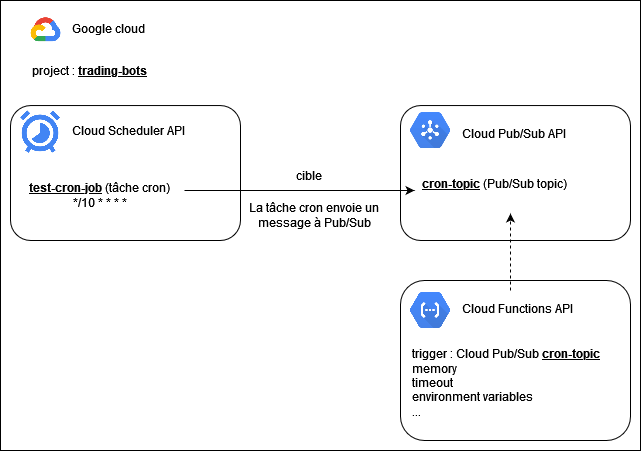 Google cloud
project : trading-bots
Cloud Scheduler API
test-cron-job (tâche cron)
*/10 * * * *
cible
La tâche cron envoie un
message à Pub/Sub
Cloud Pub/Sub API
cron-topic (Pub/Sub topic)
Cloud Functions API
trigger : Cloud Pub/Sub cron-topic
memory
timeout
environment variables
...